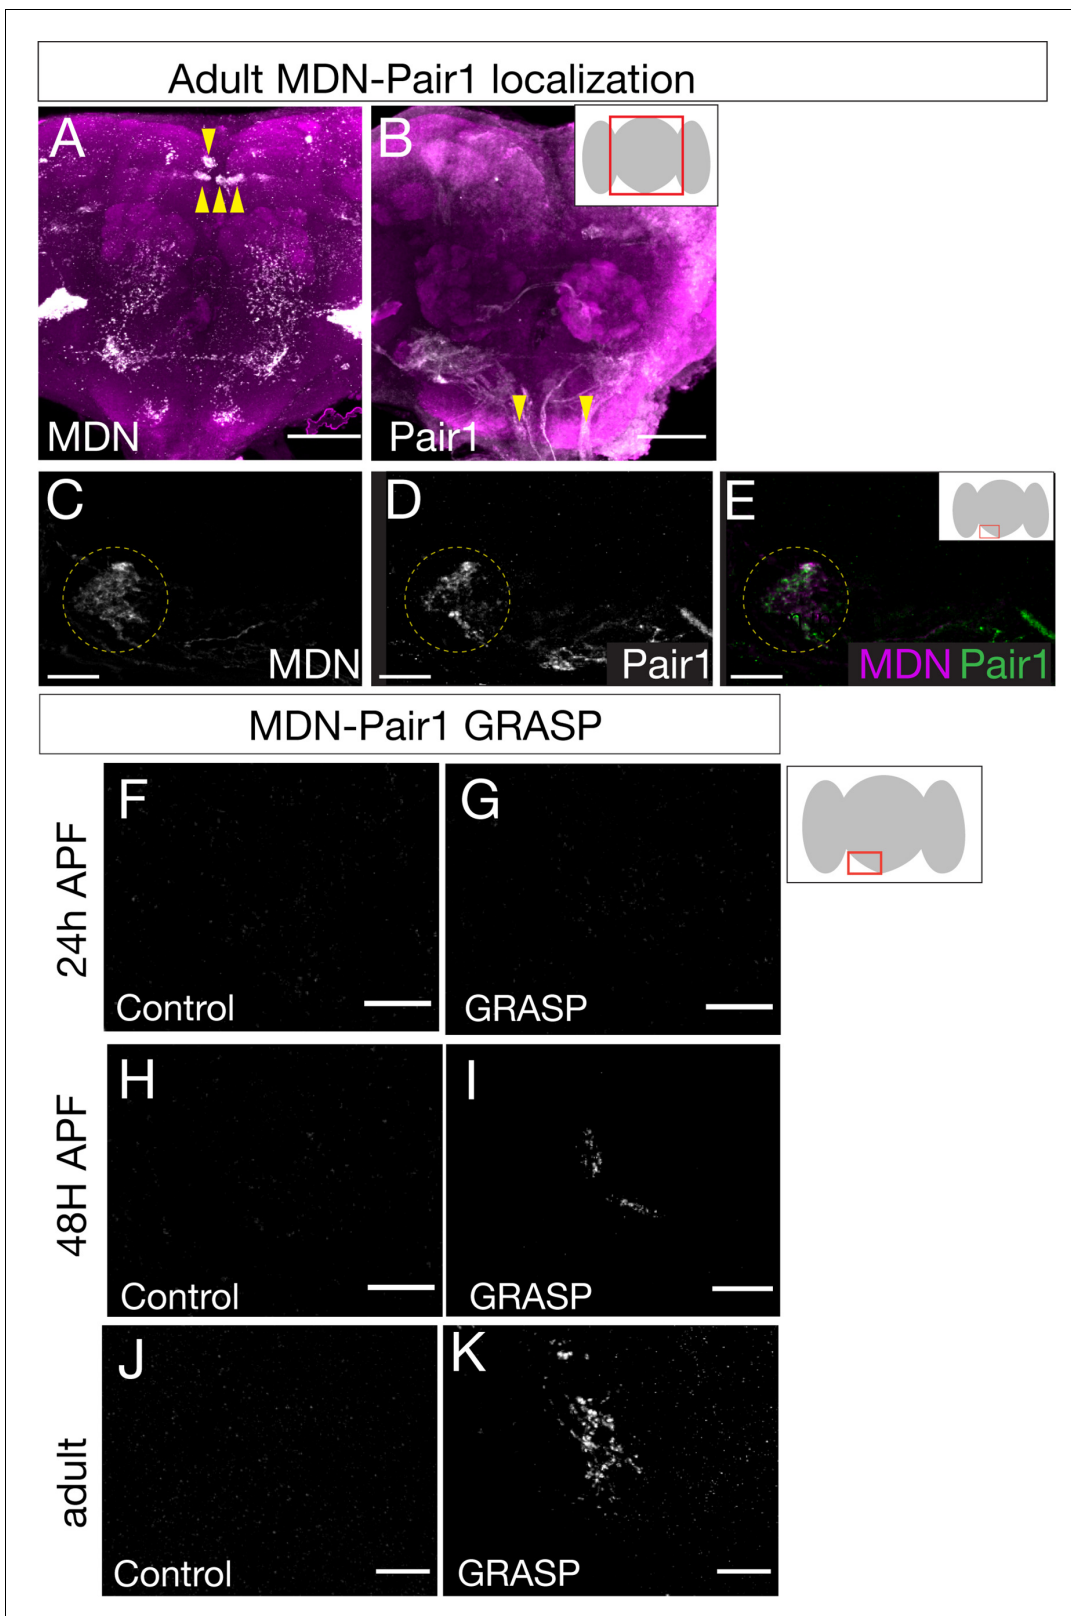 Adult MDN-Pair1 localization
A
MDN
B
Pair1
C
MDN
D
Pair1
E
MDN Pair1
MDN-Pair1 GRASP
24h APF
F
Control
G
GRASP
48H APF
H
Control
I
GRASP
adult
J
Control
K
GRASP